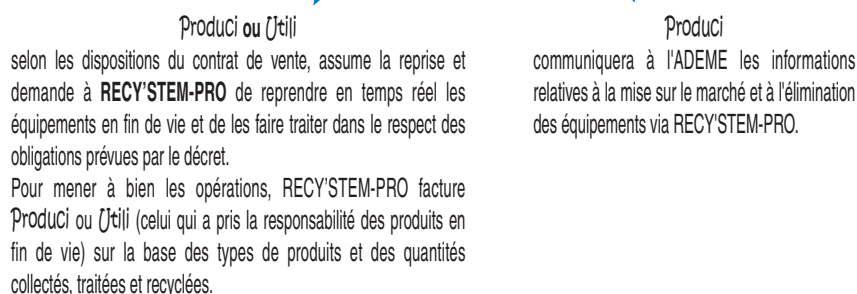 Produci ou Utili
selon les dispositions du contrat de vente, assume la reprise et
demande à RECY'STEM-PRO de reprendre en temps réel les
équipements en fin de vie et de les faire traiter dans le respect des
obligations prévues par le décret.
Pour mener à bien les opérations, RECY'STEM-PRO facture
Produci ou Utili (celui qui a pris la responsabilité des produits en
fin de vie) sur la base des types de produits et des quantités
collectés, traitées et recyclées.
Produci
communiquera à l'ADEME les informations
relatives à la mise sur le marché et à l'élimination
des équipements via RECY'STEM-PRO.